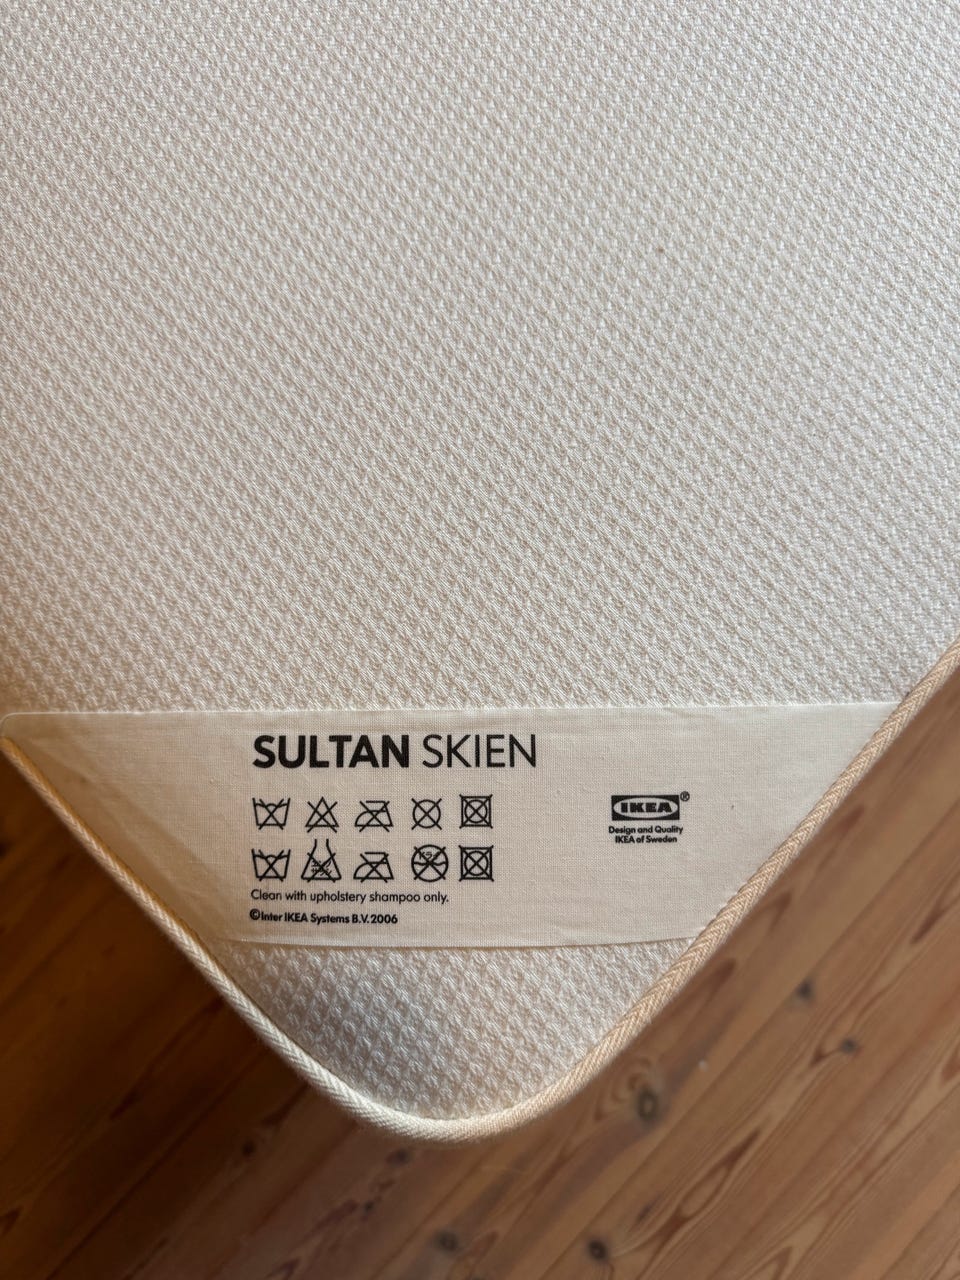 SULTAN SKIEN
IKEA®
Design and Quality
IKEA of Sweden
Clean with upholstery shampoo only.
©Inter IKEA Systems B.V. 2006